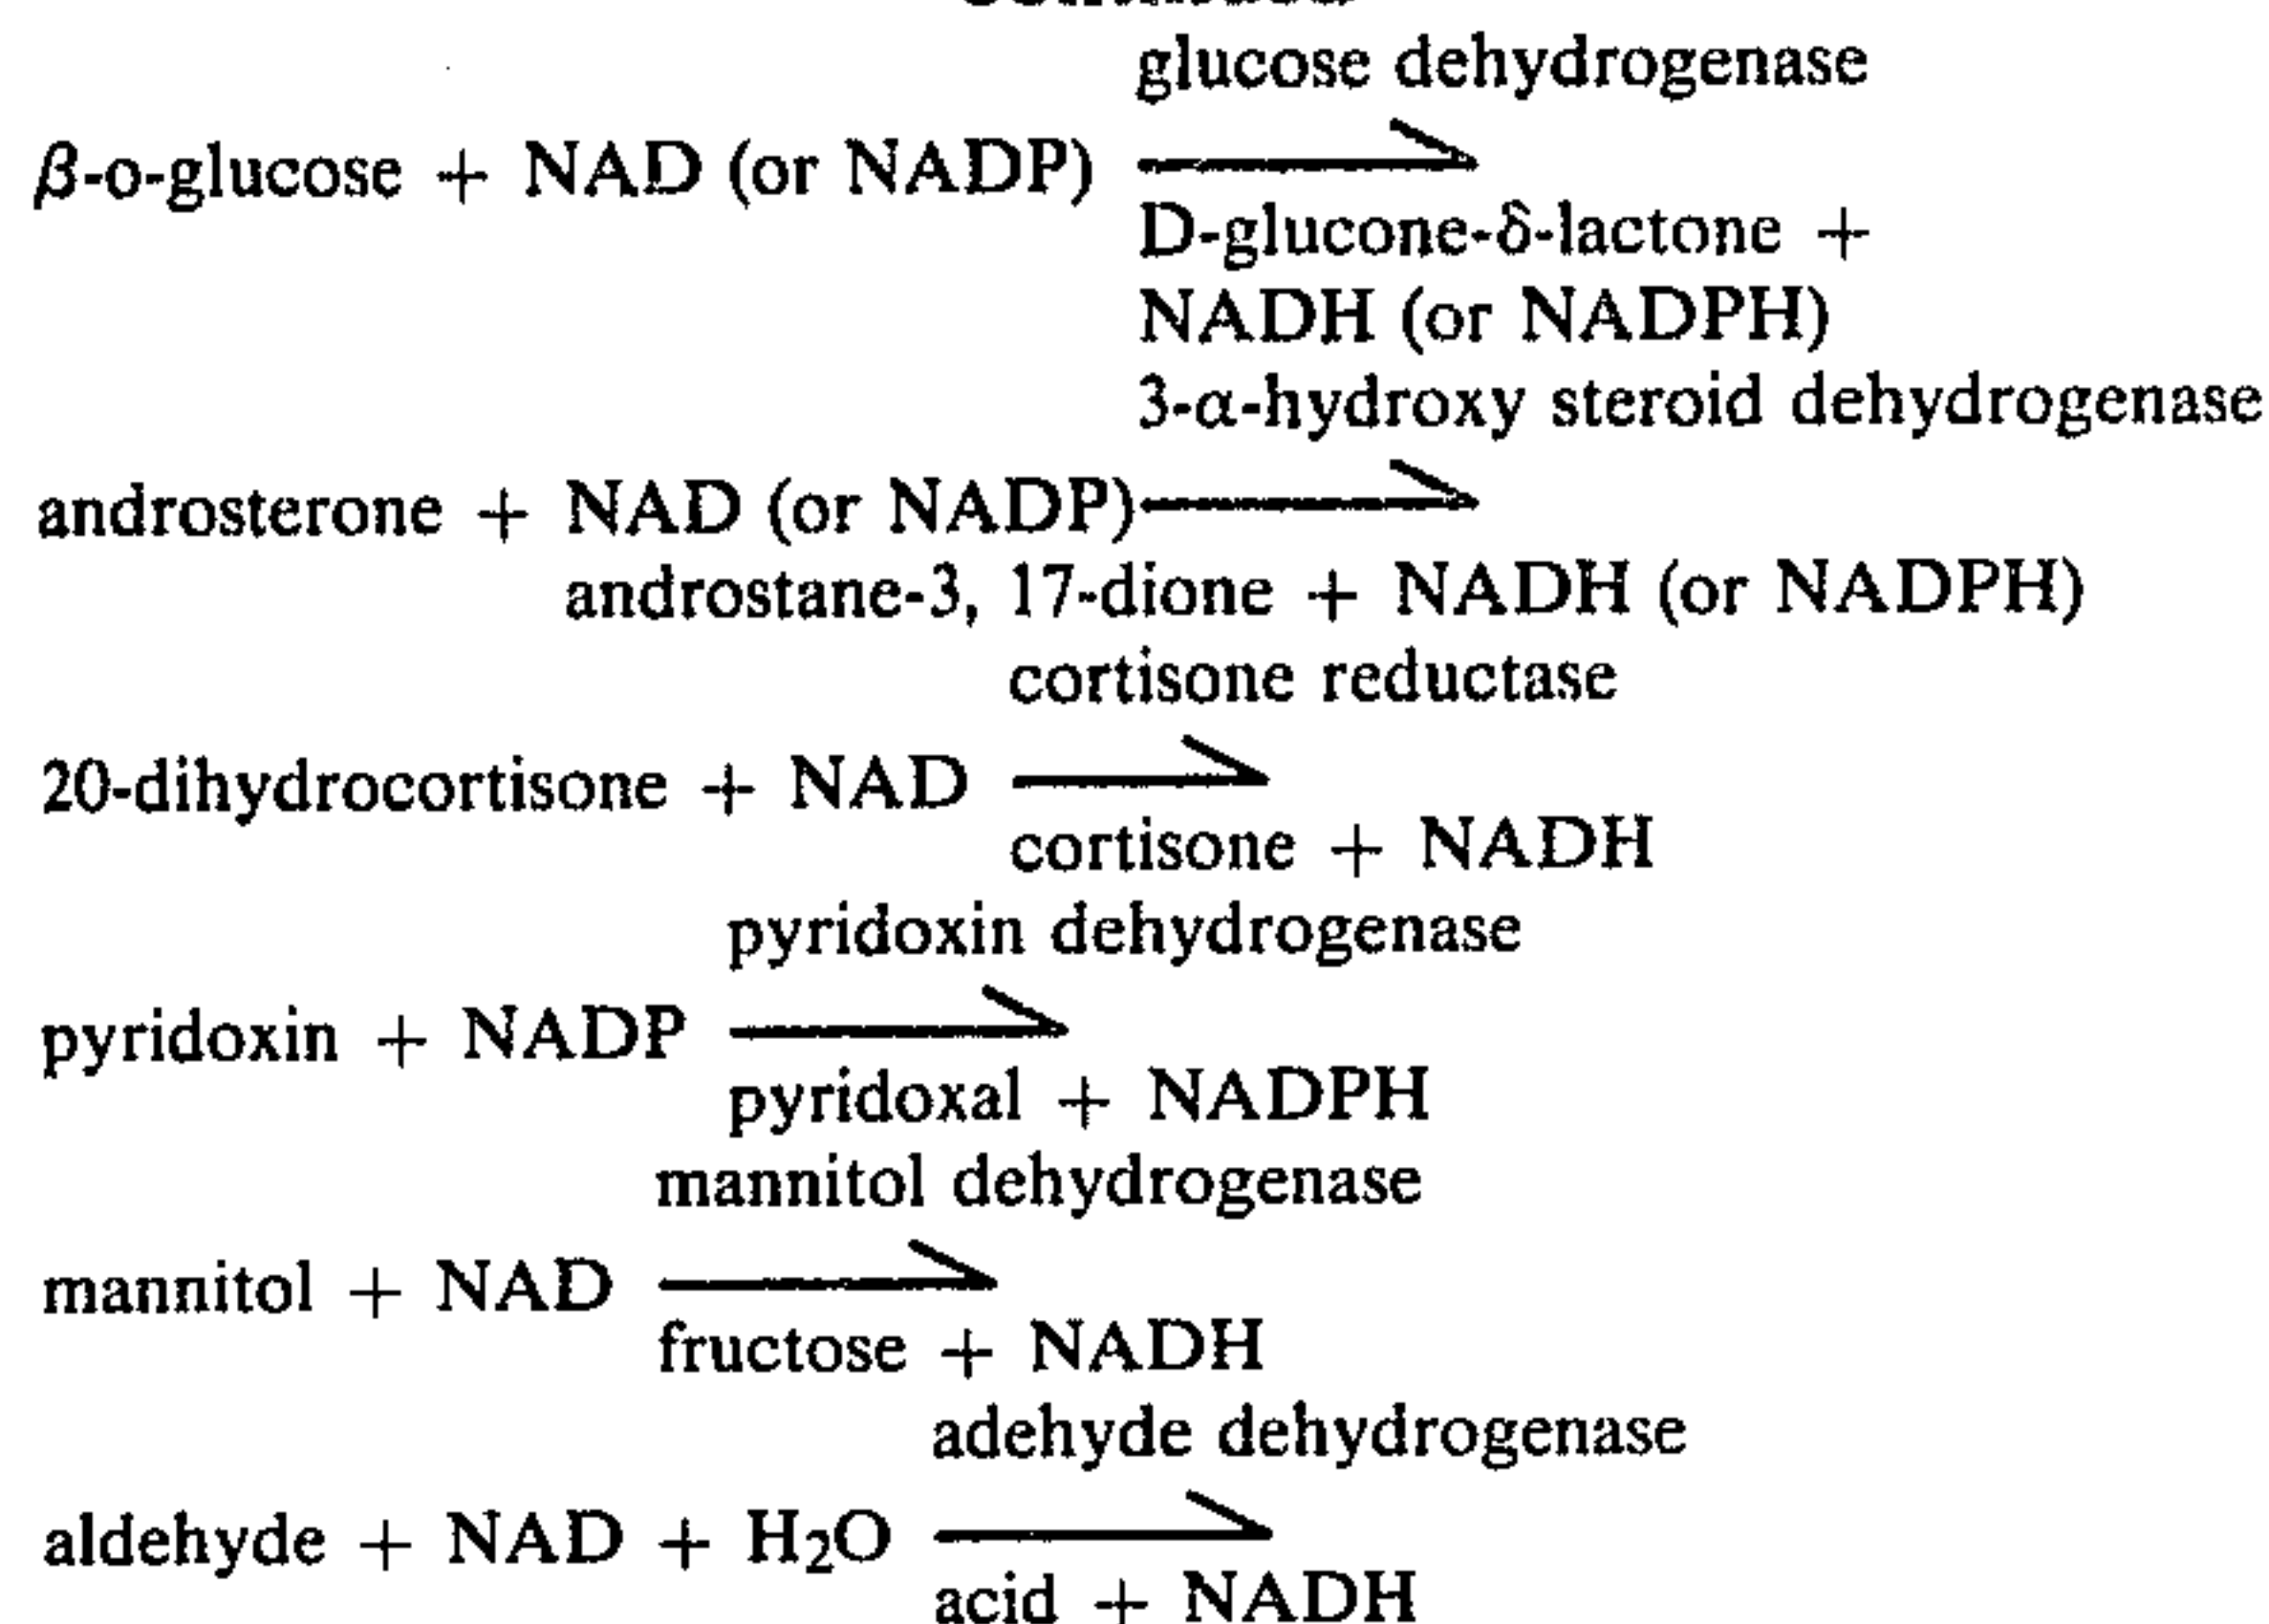 glucose dehydrogenase
β-o-glucose + NAD (or NADP) ⇀
D-glucone-δ-lactone +
NADH (or NADPH)
3-α-hydroxy steroid dehydrogenase
androsterone + NAD (or NADP) ⇀
androstane-3, 17-dione + NADH (or NADPH)
cortisone reductase
20-dihydrocortisone + NAD ⇀
cortisone + NADH
pyridoxin dehydrogenase
pyridoxin + NADP ⇀
pyridoxal + NADPH
mannitol dehydrogenase
mannitol + NAD ⇀
fructose + NADH
adehyde dehydrogenase
aldehyde + NAD + H₂O ⇀
acid + NADH